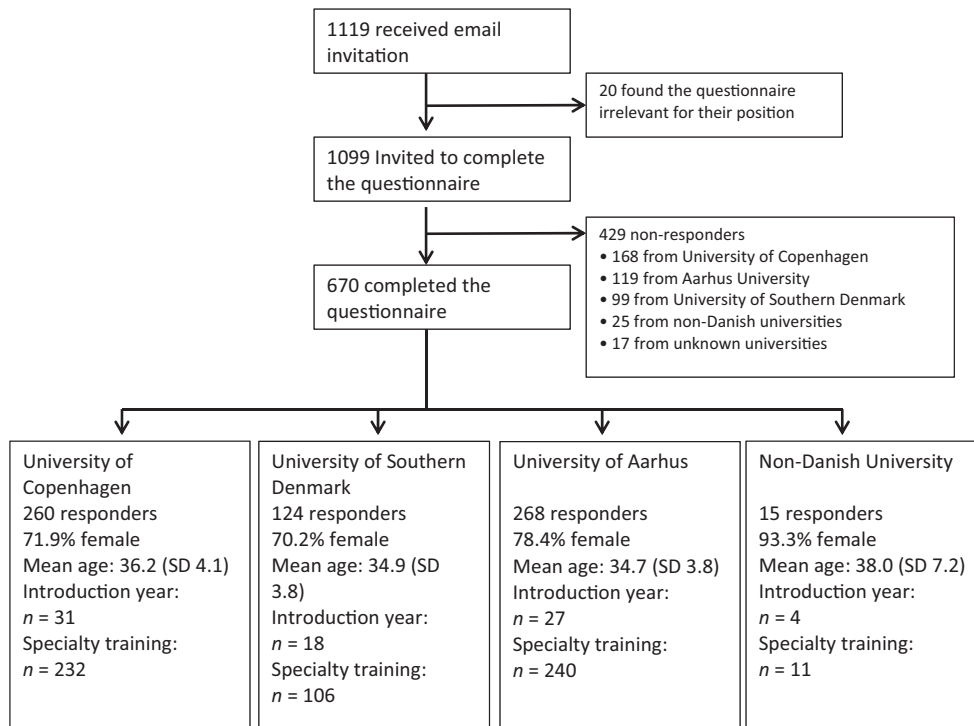 1119 received email
invitation
20 found the questionnaire
irrelevant for their position
1099 Invited to complete
the questionnaire
429 non-responders
• 168 from University of Copenhagen
• 119 from Aarhus University
• 99 from University of Southern Denmark
• 25 from non-Danish universities
• 17 from unknown universities
670 completed the
questionnaire
University of
Copenhagen
260 responders
71.9% female
Mean age: 36.2 (SD 4.1)
Introduction year:
n = 31
Specialty training:
n = 232
University of Southern
Denmark
124 responders
70.2% female
Mean age: 34.9 (SD
3.8)
Introduction year:
n = 18
Specialty training:
n = 106
University of Aarhus
268 responders
78.4% female
Mean age: 34.7 (SD 3.8)
Introduction year:
n = 27
Specialty training:
n = 240
Non-Danish University
15 responders
93.3% female
Mean age: 38.0 (SD 7.2)
Introduction year:
n = 4
Specialty training:
n = 11